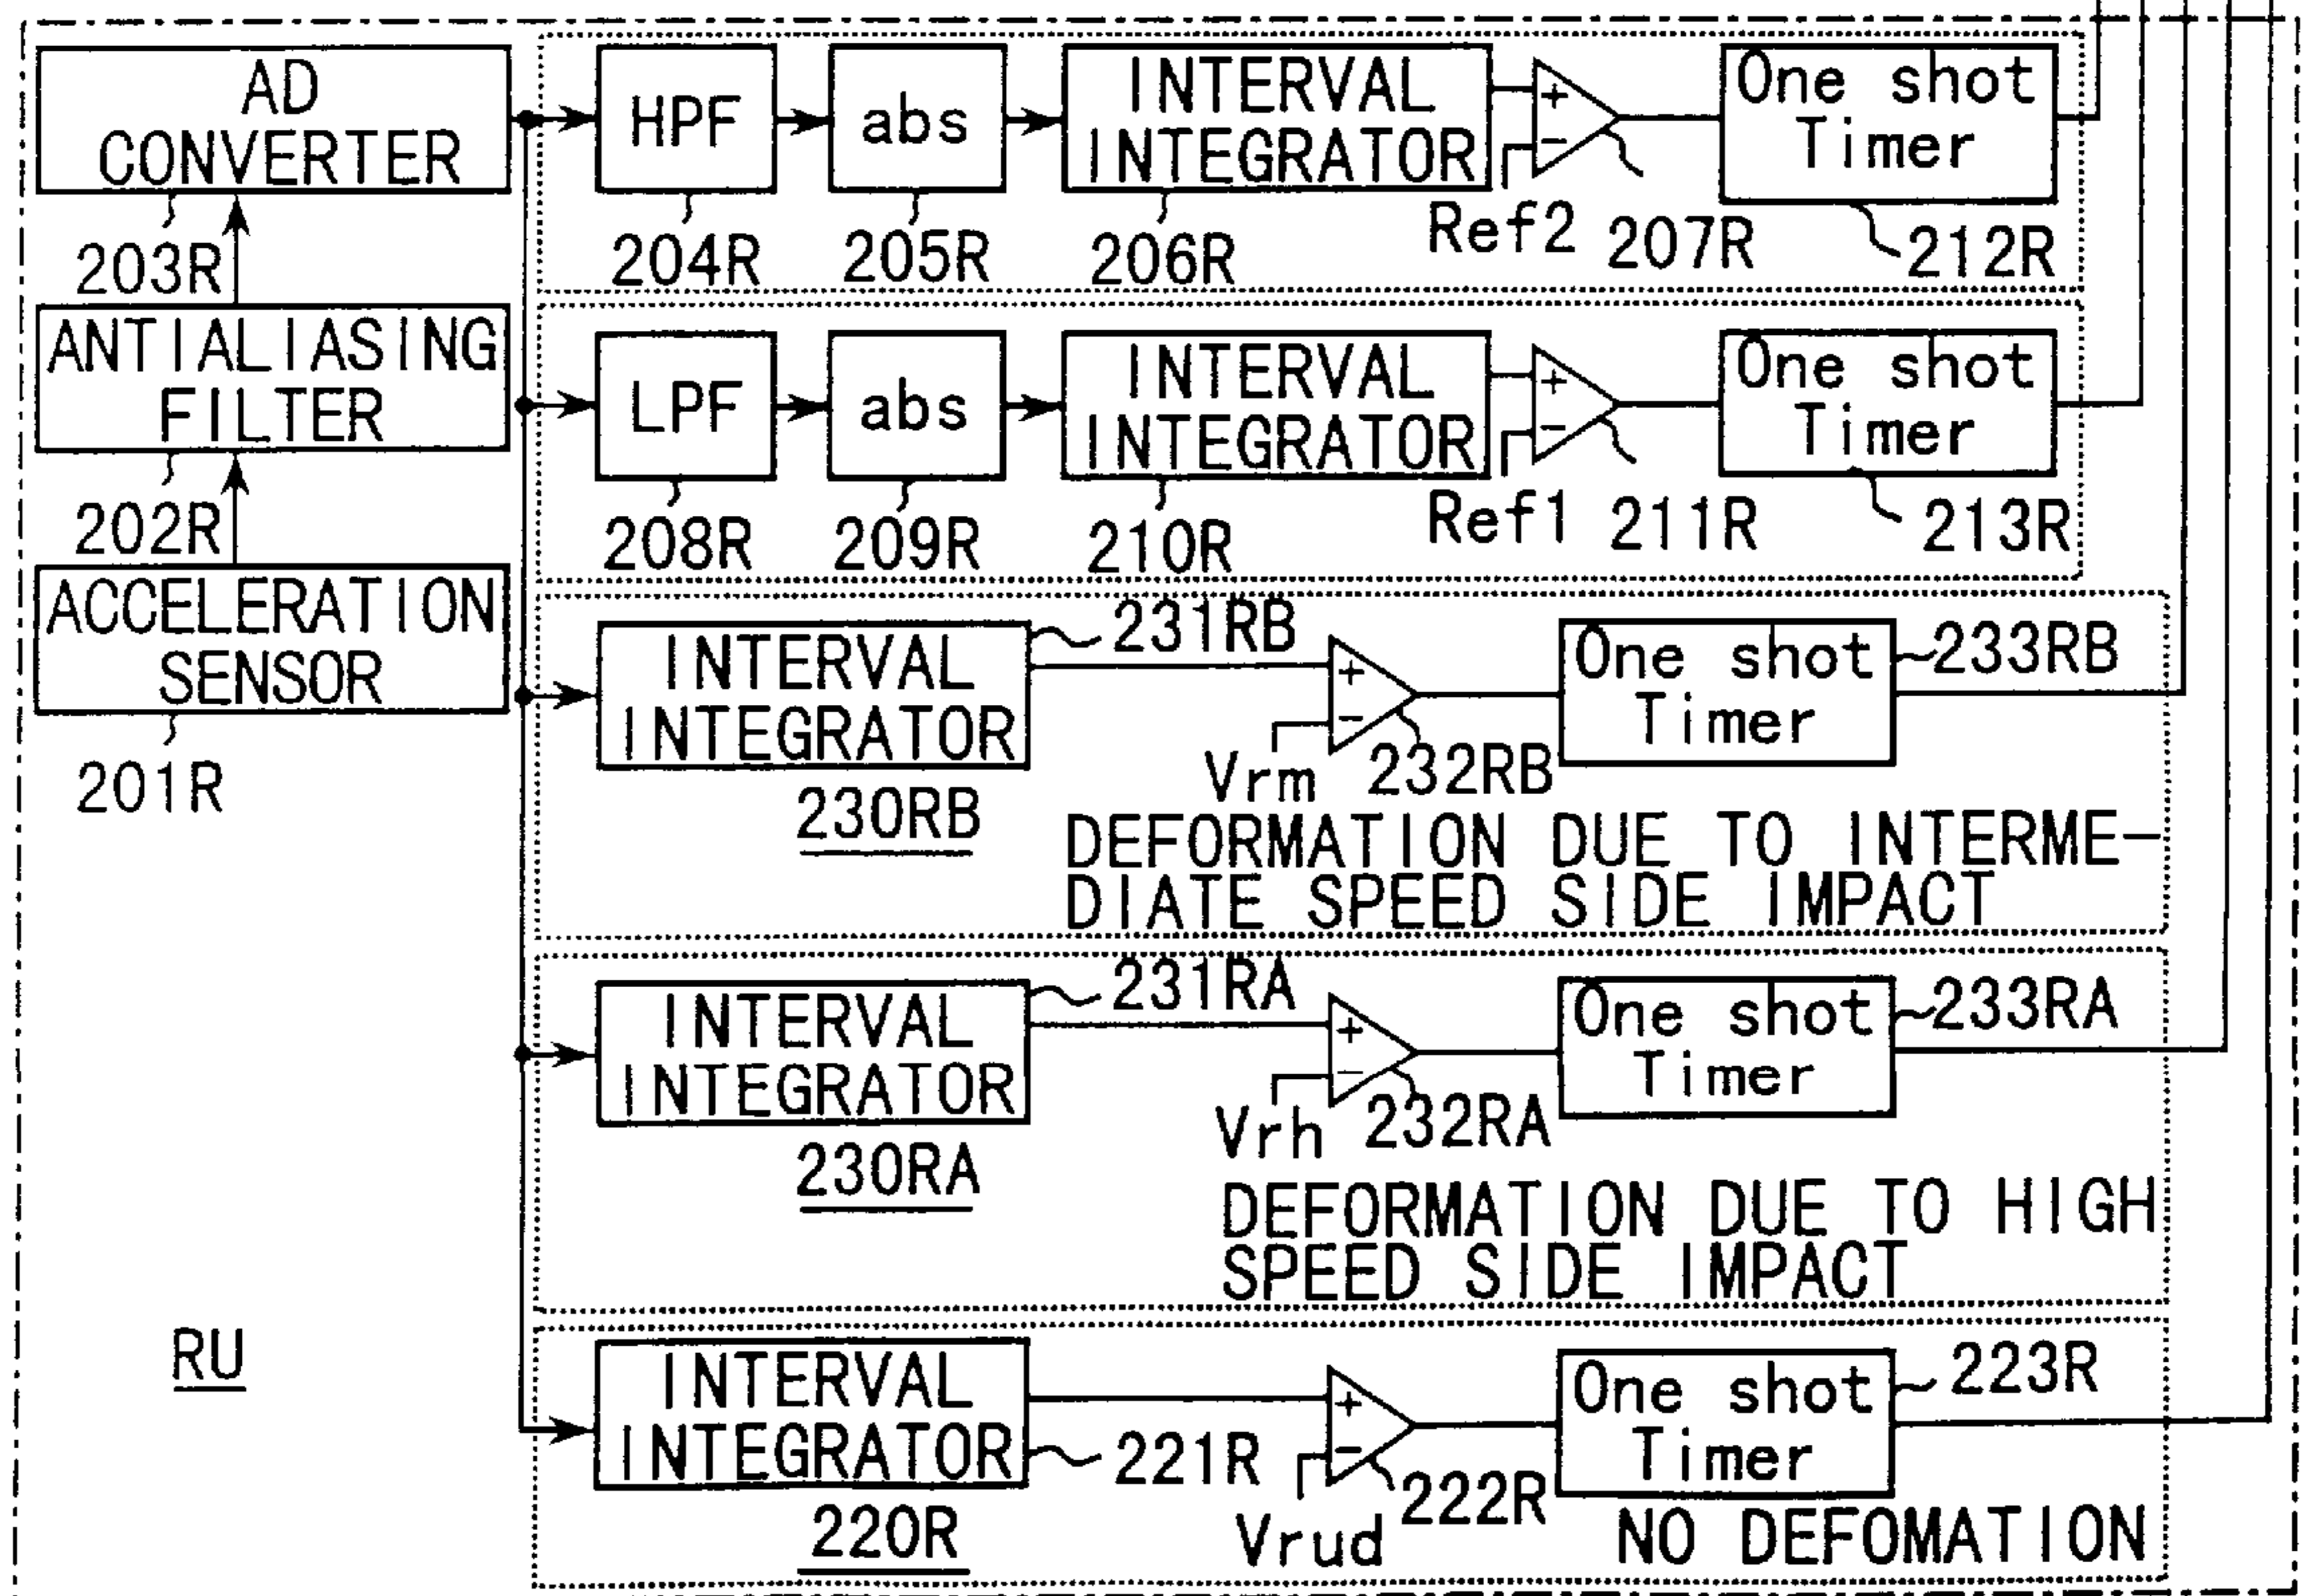 AD
CONVERTER
203R
ANTIALIASING
FILTER
202R
ACCELERATION
SENSOR
201R
RU
HPF
204R
abs
205R
INTERVAL
INTEGRATOR
206R
+
−
Ref2
207R
One shot
Timer
212R
LPF
208R
abs
209R
INTERVAL
INTEGRATOR
210R
+
−
Ref1
211R
One shot
Timer
213R
INTERVAL
INTEGRATOR
231RB
230RB
+
−
Vrm
232RB
One shot
Timer
233RB
DEFORMATION DUE TO INTERME-
DIATE SPEED SIDE IMPACT
INTERVAL
INTEGRATOR
231RA
230RA
+
−
Vrh
232RA
One shot
Timer
233RA
DEFORMATION DUE TO HIGH
SPEED SIDE IMPACT
INTERVAL
INTEGRATOR
221R
220R
+
−
Vrud
222R
One shot
Timer
223R
NO DEFOMATION